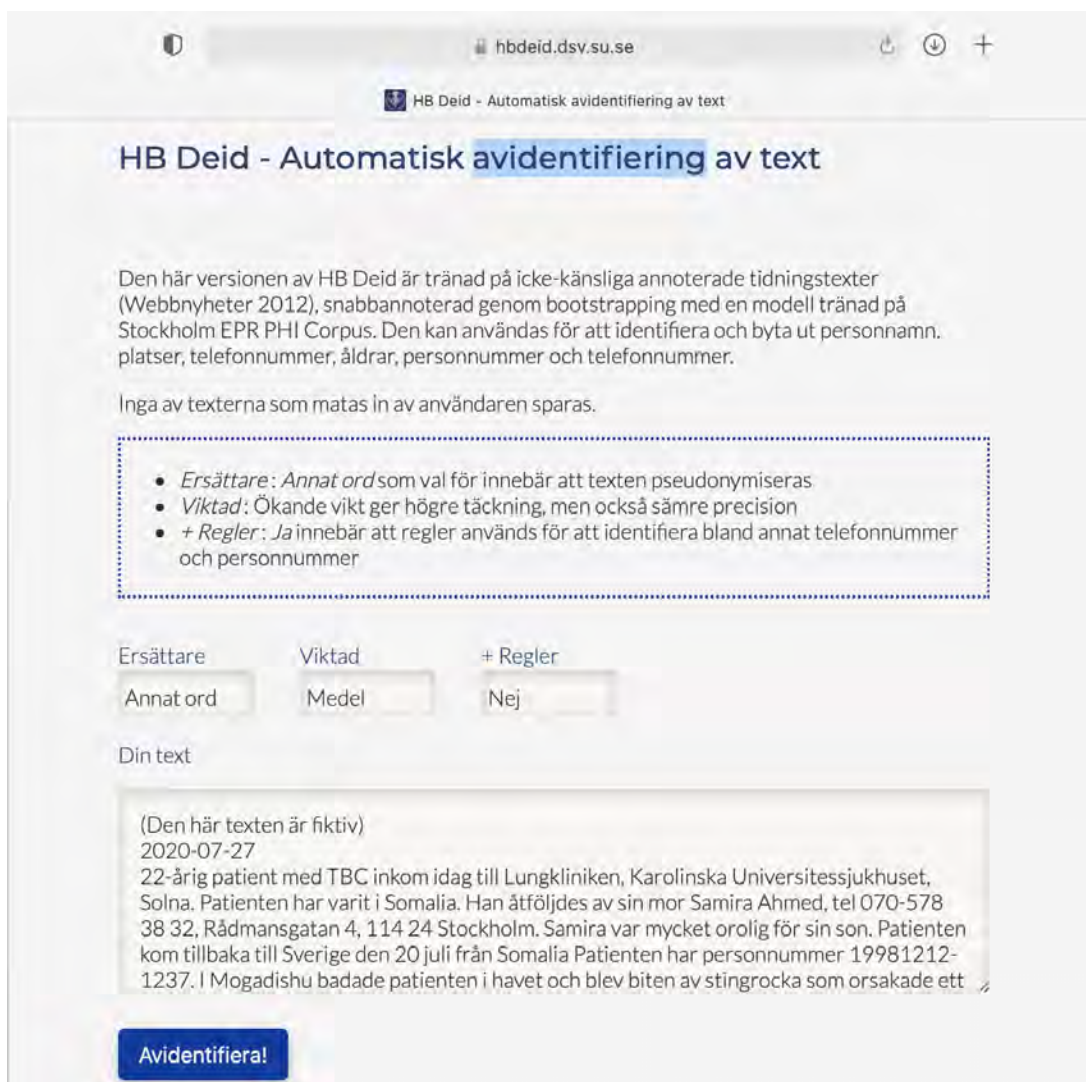 hbdeid.dsv.su.se
HB Deid - Automatisk avidentifiering av text
HB Deid - Automatisk avidentifiering av text
Den här versionen av HB Deid är tränad på icke-känsliga annoterade tidningstexter
(Webbnyheter 2012), snabbannoterad genom bootstrapping med en modell tränad på
Stockholm EPR PHI Corpus. Den kan användas för att identifiera och byta ut personnamn.
platser, telefonnummer, åldrar, personnummer och telefonnummer.
Inga av texterna som matas in av användaren sparas.
• Ersättare : Annat ord som val för innebär att texten pseudonymiseras
• Viktad : Ökande vikt ger högre täckning, men också sämre precision
• + Regler : Ja innebär att regler används för att identifiera bland annat telefonnummer
och personnummer
Ersättare Viktad + Regler
Annat ord Medel Nej
Din text
(Den här texten är fiktiv)
2020-07-27
22-årig patient med TBC inkom idag till Lungkliniken, Karolinska Universitessjukhuset,
Solna. Patienten har varit i Somalia. Han åtföljdes av sin mor Samira Ahmed, tel 070-578
38 32, Rådmansgatan 4, 114 24 Stockholm. Samira var mycket orolig för sin son. Patienten
kom tillbaka till Sverige den 20 juli från Somalia Patienten har personnummer 19981212-
1237. I Mogadishu badade patienten i havet och blev biten av stingrocka som orsakade ett
Avidentifiera!